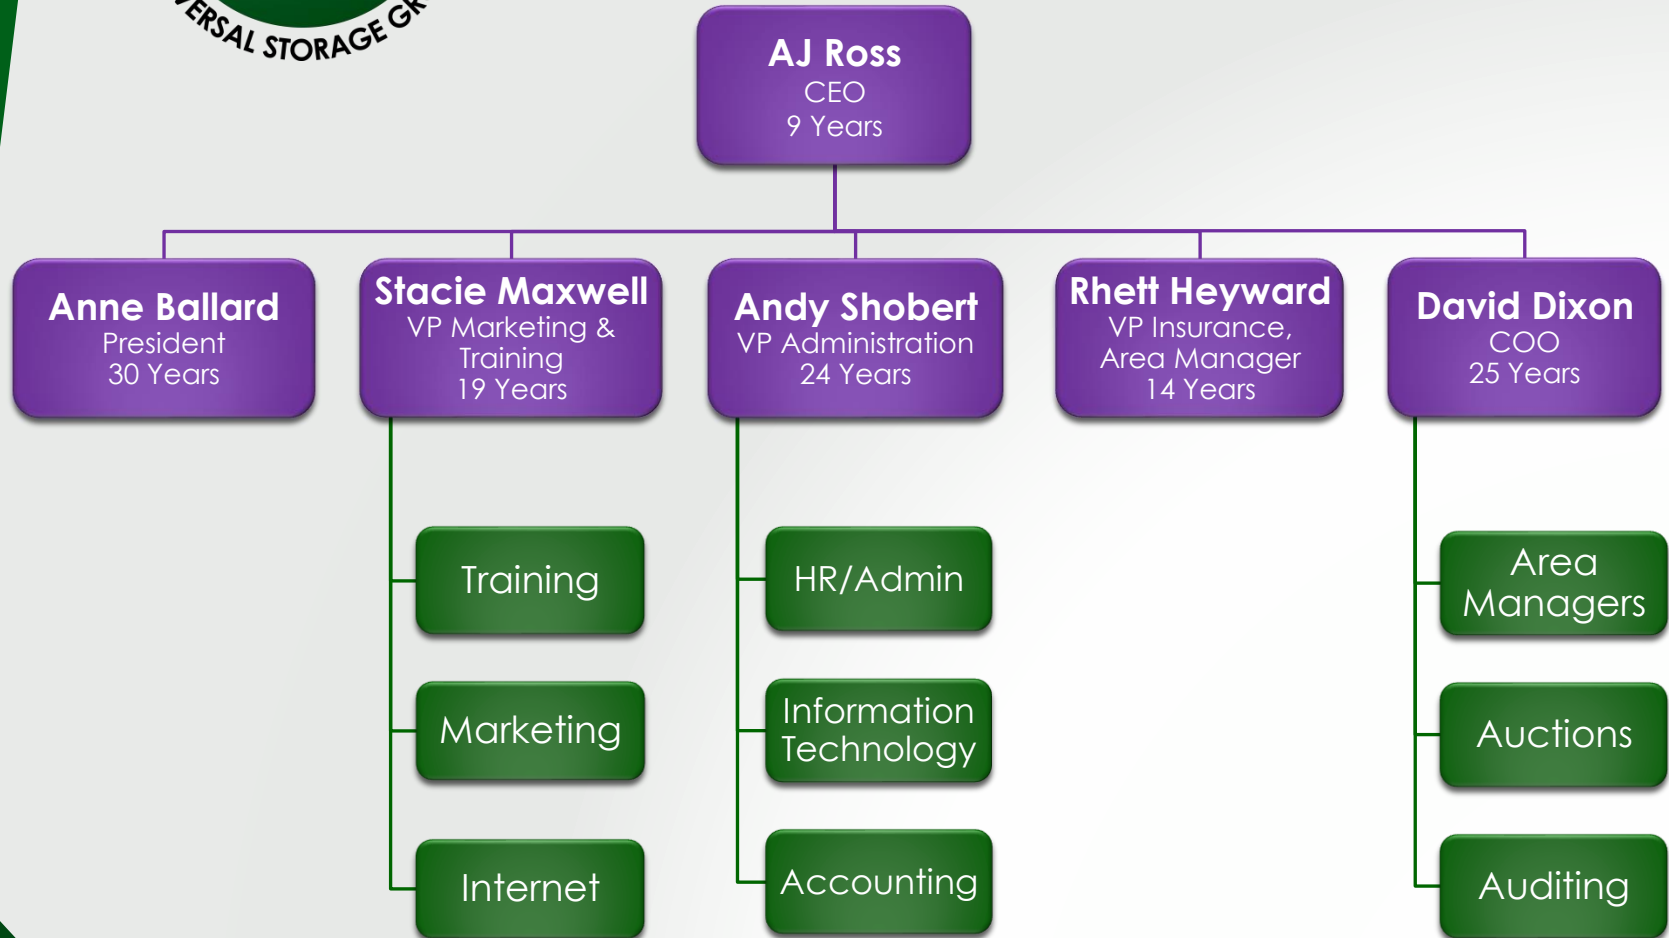 ERSAL STORAGE GR
AJ Ross
CEO
9 Years
Anne Ballard
President
30 Years
Stacie Maxwell
VP Marketing &
Training
19 Years
Andy Shobert
VP Administration
24 Years
Rhett Heyward
VP Insurance,
Area Manager
14 Years
David Dixon
COO
25 Years
Training
Marketing
Internet
HR/Admin
Information
Technology
Accounting
Area
Managers
Auctions
Auditing